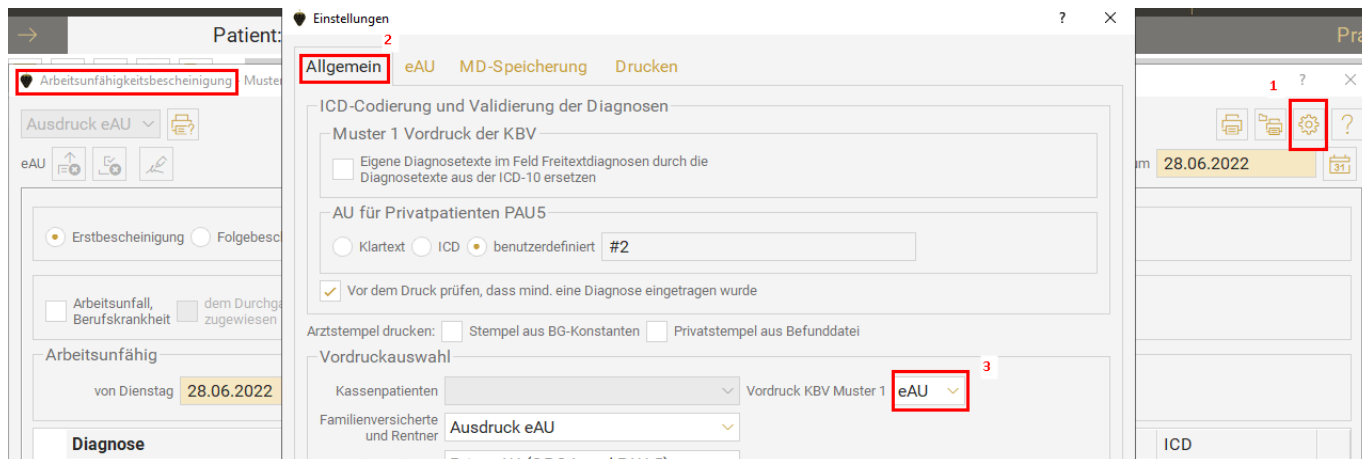 Einstellungen
?
Patient:
Pra
2
Arbeitsunfähigkeitsbescheinigung - Muster
Allgemein eAU MD-Speicherung Drucken
1
?
Ausdruck eAU
ICD-Codierung und Validierung der Diagnosen
Muster 1 Vordruck der KBV
?
eAU
Eigene Diagnosetexte im Feld Freitextdiagnosen durch die
Diagnosetexte aus der ICD-10 ersetzen
um 28.06.2022
31
AU für Privatpatienten PAU5
Erstbescheinigung Folgebesc
Klartext ICD benutzerdefiniert #2
Vor dem Druck prüfen, dass mind. eine Diagnose eingetragen wurde
Arbeitsunfall,
Berufskrankheit
dem Durchga
zugewiesen
Arztstempel drucken: Stempel aus BG-Konstanten Privatstempel aus Befunddatei
Arbeitsunfähig
Vordruckauswahl
3
von Dienstag 28.06.2022
Kassenpatienten Vordruck KBV Muster 1 eAU
Familienversicherte
und Rentner
Ausdruck eAU
Diagnose
ICD